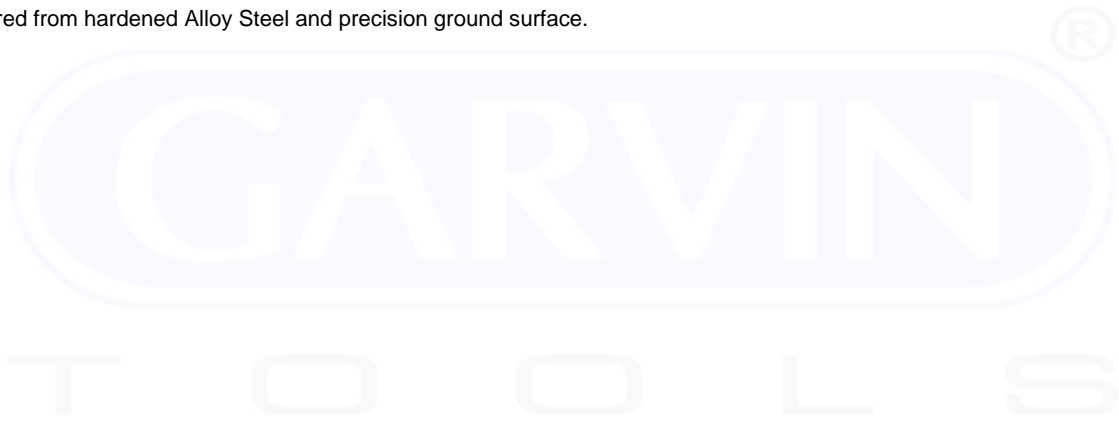 red from hardened Alloy Steel and precision ground surface.
®
GARVIN
TOOLS